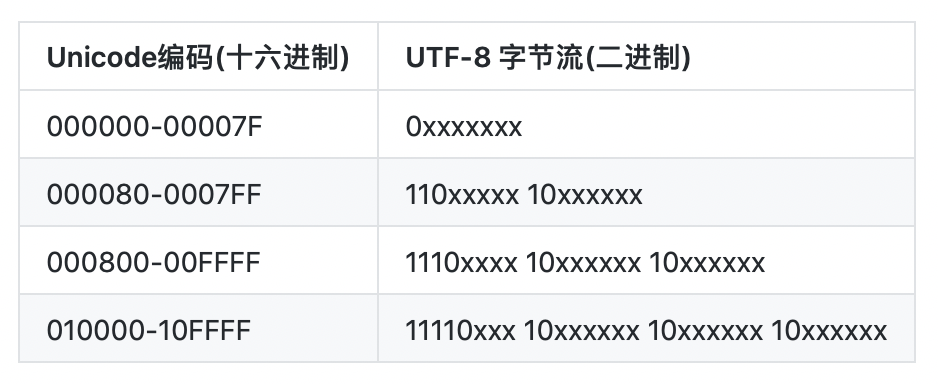 Unicode编码(十六进制) UTF-8 字节流(二进制)
000000-00007F 0xxxxxxx
000080-0007FF 110xxxxx 10xxxxxx
000800-00FFFF 1110xxxx 10xxxxxx 10xxxxxx
010000-10FFFF 11110xxx 10xxxxxx 10xxxxxx 10xxxxxx